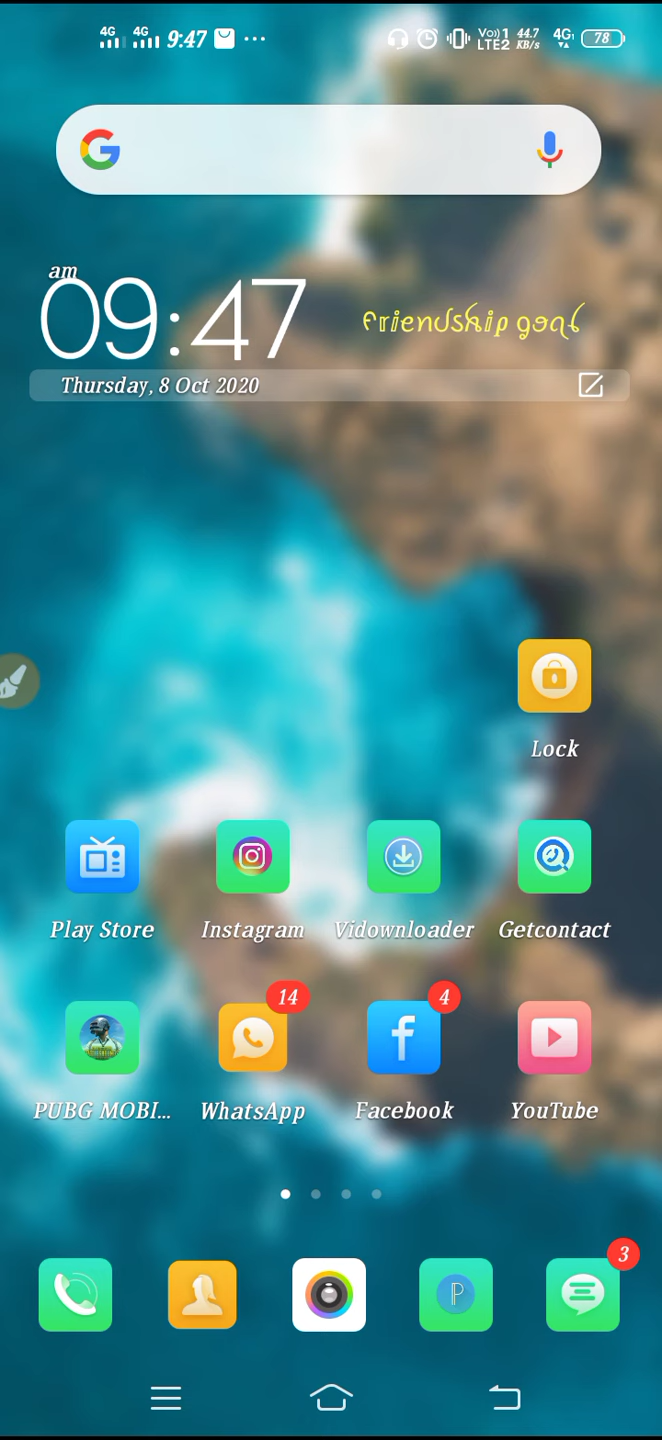 4G 4G 9:47 ... Vo)) 1 LTE2 44.7 KB/s 4G 78
am
09:47 friendship goal
Thursday, 8 Oct 2020
Lock
Play Store Instagram Vidownloader Getcontact
14 4
PUBG MOBI... WhatsApp Facebook YouTube
3
P